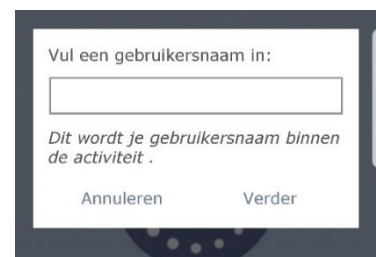 Vul een gebruikersnaam in:
Dit wordt je gebruikersnaam binnen
de activiteit .
Annuleren Verder